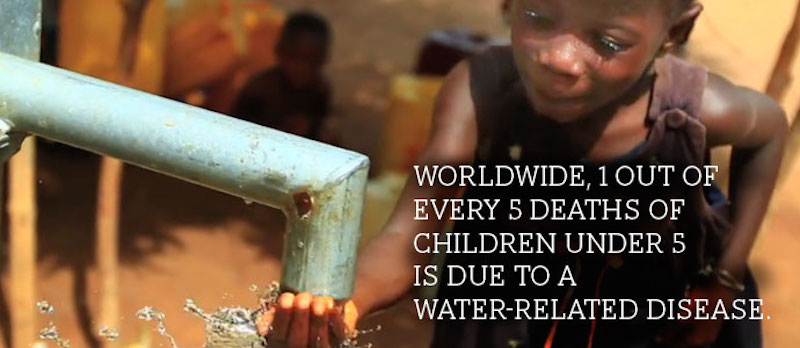 WORLDWIDE, 1 OUT OF
EVERY 5 DEATHS OF
CHILDREN UNDER 5
IS DUE TO A
WATER-RELATED DISEASE.